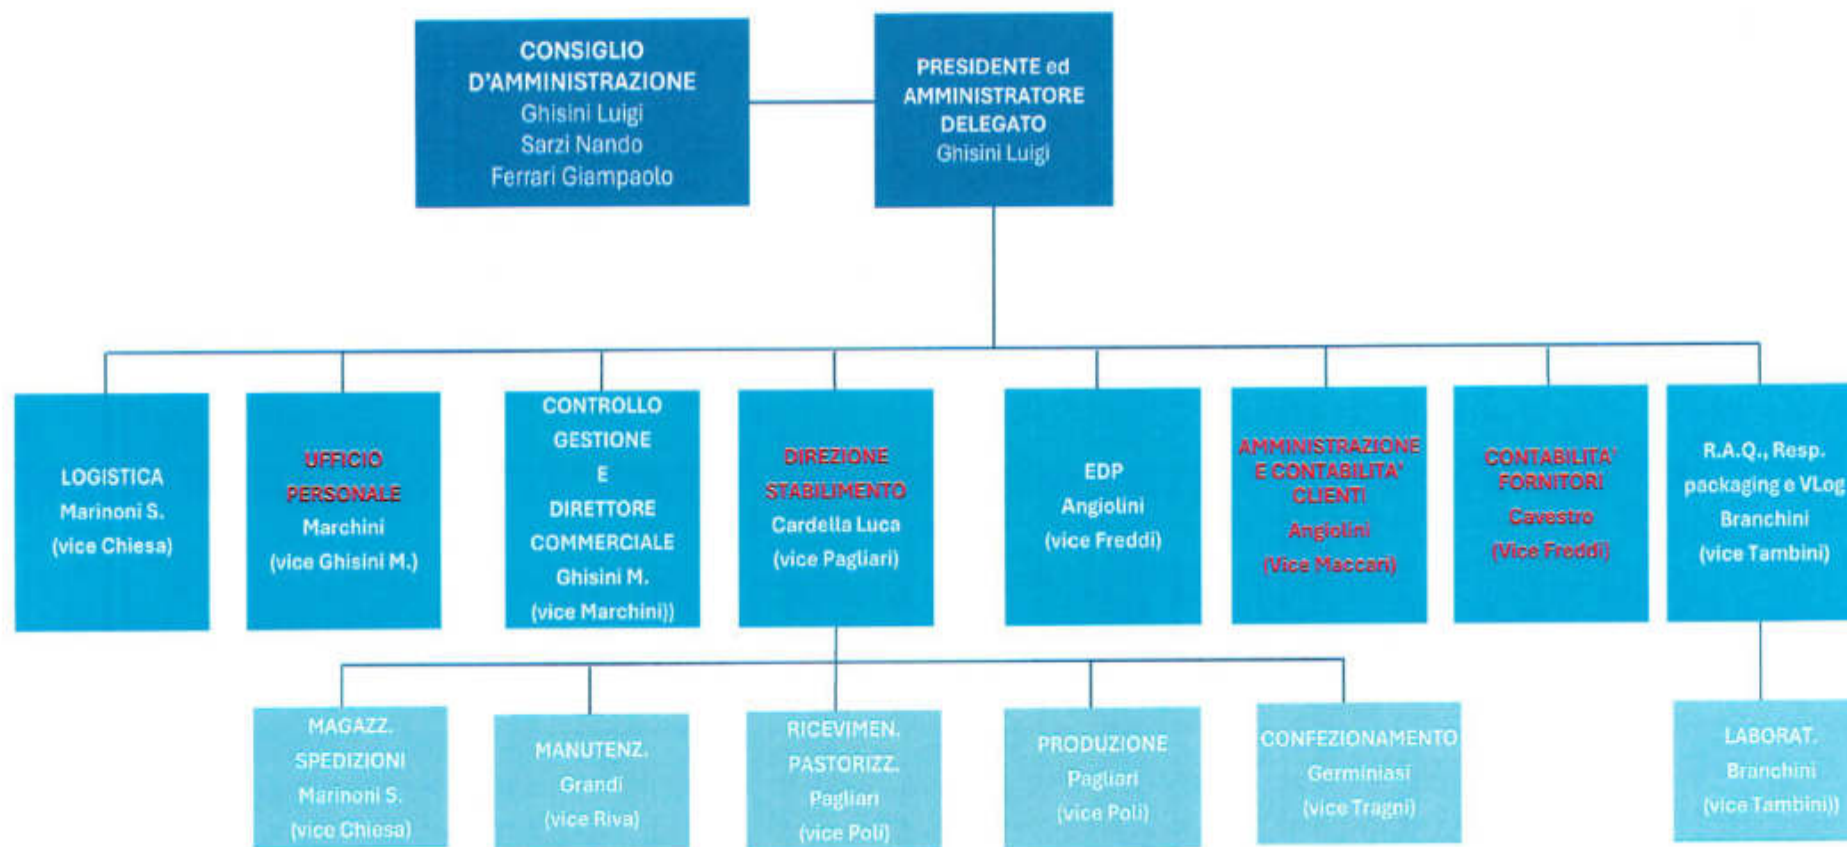 CONSIGLIO
D'AMMINISTRAZIONE
Ghisini Luigi
Sarzi Nando
Ferrari Giampaolo
PRESIDENTE ed
AMMINISTRATORE
DELEGATO
Ghisini Luigi
LOGISTICA
Marinoni S.
(vice Chiesa)
UFFICIO
PERSONALE
Marchini
(vice Ghisini M.)
CONTROLLO
GESTIONE
E
DIRETTORE
COMMERCIALE
Ghisini M.
(vice Marchini))
DIREZIONE
STABILIMENTO
Cardella Luca
(vice Pagliari)
EDP
Angiolini
(vice Freddi)
AMMINISTRAZIONE
E CONTABILITA'
CLIENTI
Angiolini
(Vice Maccari)
CONTABILITA'
FORNITORI
Cavestro
(Vice Freddi)
R.A.Q., Resp.
packaging e VLog
Branchini
(vice Tambini)
MAGAZZ.
SPEDIZIONI
Marinoni S.
(vice Chiesa)
MANUTENZ.
Grandi
(vice Riva)
RICEVIMEN.
PASTORIZZ.
Pagliari
(vice Poli)
PRODUZIONE
Pagliari
(vice Poli)
CONFEZIONAMENTO
Germiniasi
(vice Tragni)
LABORAT.
Branchini
(vice Tambini))